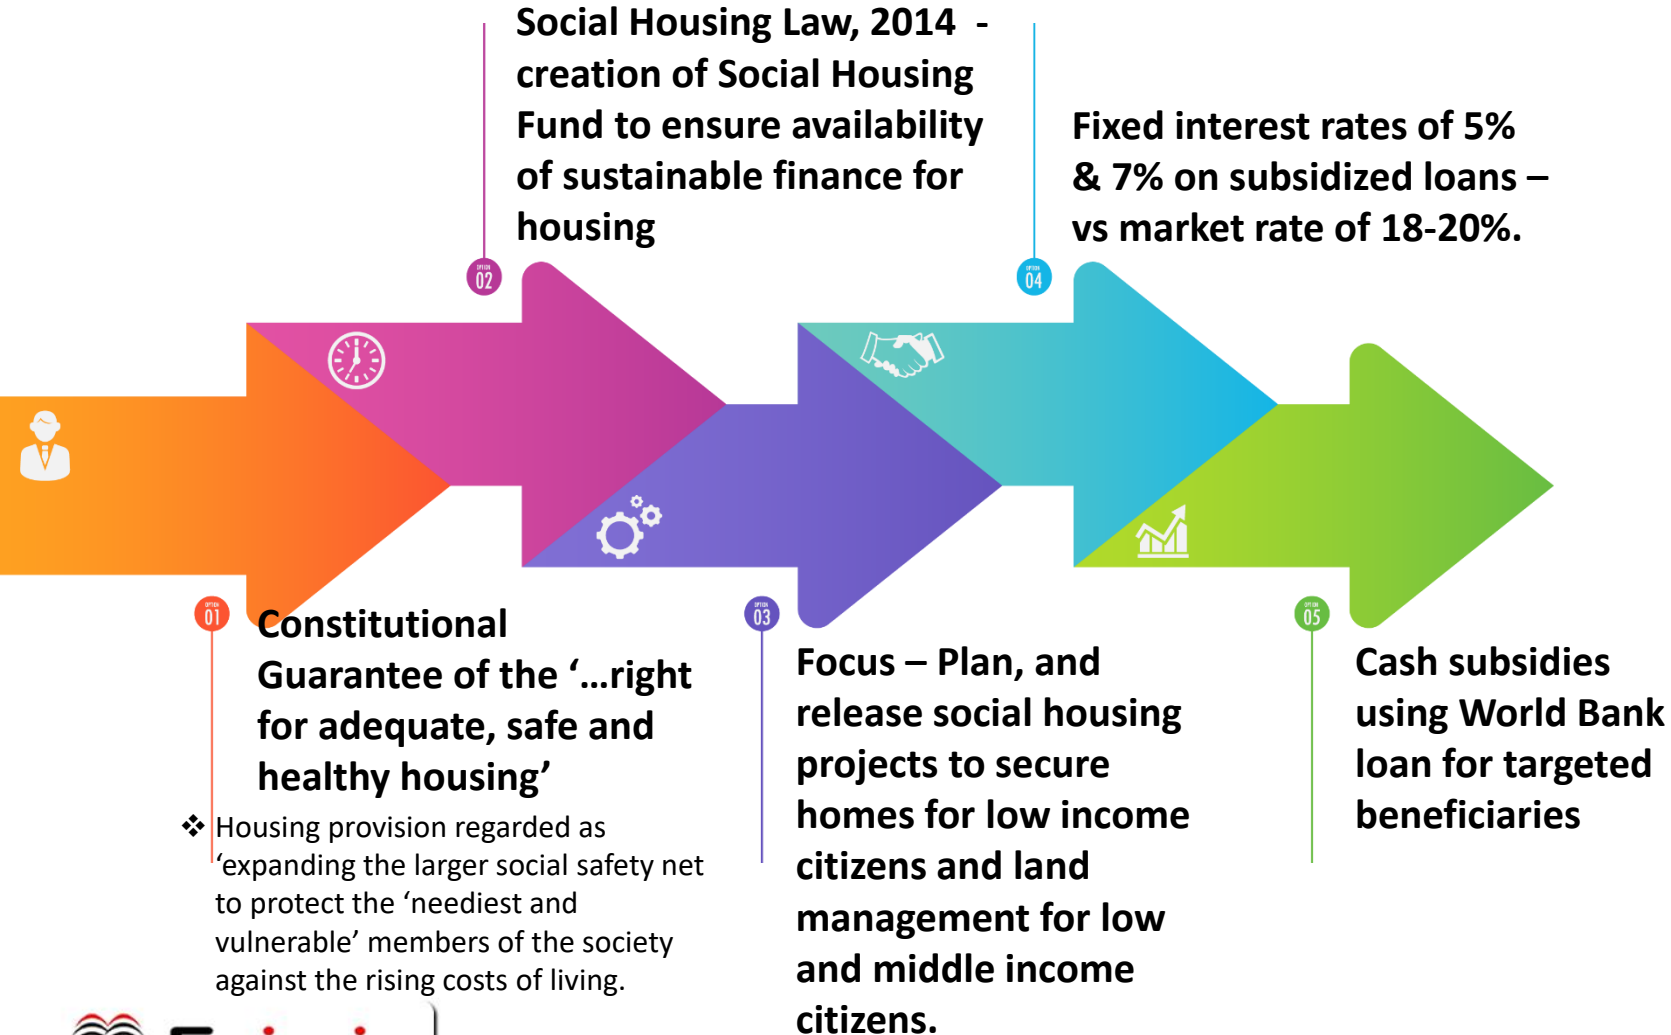 Social Housing Law, 2014 -
creation of Social Housing
Fund to ensure availability
of sustainable finance for
housing
Fixed interest rates of 5%
& 7% on subsidized loans –
vs market rate of 18-20%.
OPTION
02
OPTION
04
OPTION
01
Constitutional
Guarantee of the ‘...right
for adequate, safe and
healthy housing’
❖ Housing provision regarded as
‘expanding the larger social safety net
to protect the ‘neediest and
vulnerable’ members of the society
against the rising costs of living.
OPTION
03
Focus – Plan, and
release social housing
projects to secure
homes for low income
citizens and land
management for low
and middle income
citizens.
OPTION
05
Cash subsidies
using World Bank
loan for targeted
beneficiaries